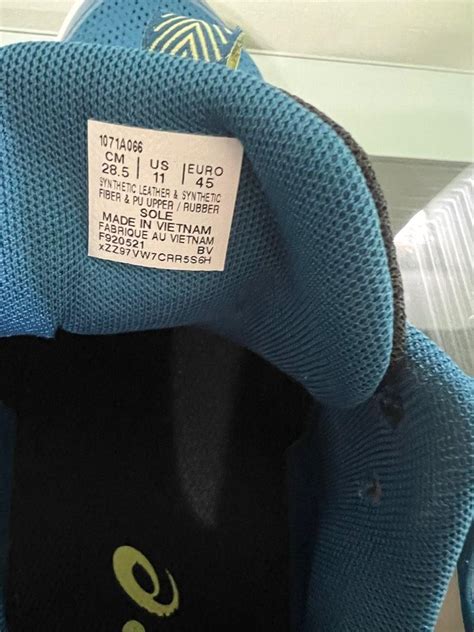 1071A066
CM US EURO
28.5 11 45
SYNTHETIC LEATHER & SYNTHETIC
FIBER & PU UPPER / RUBBER
SOLE
MADE IN VIETNAM
FABRIQUE AU VIETNAM
F920521 BV
xZZ97VW7CRR5S6H